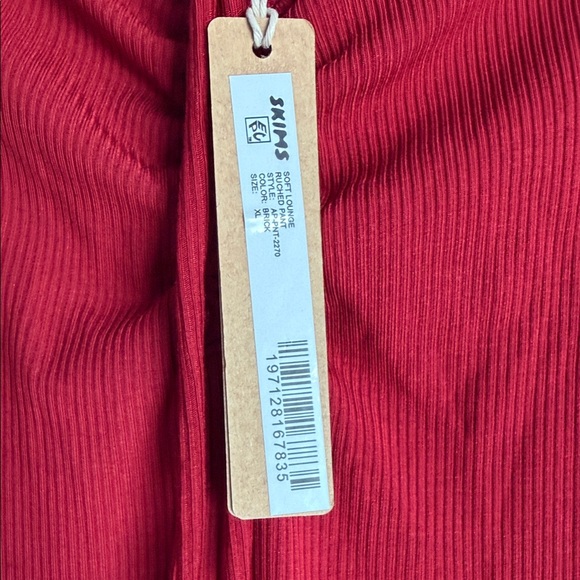 SKIMS
SOFT LOUNGE
RUCHED PANT
STYLE: AP-PNT-2270
COLOR: BRICK
SIZE: XL
197128167835